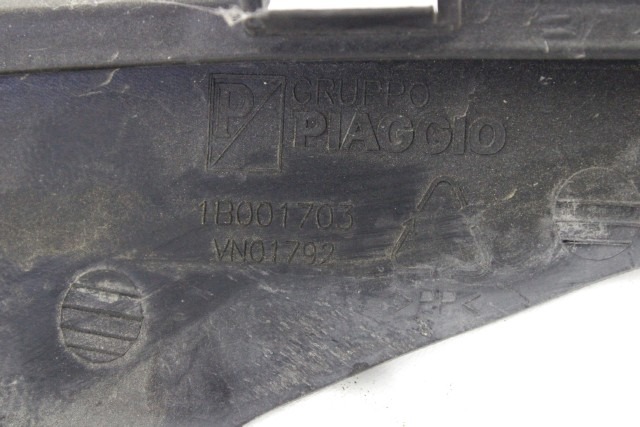 P GRUPPO
PIAGGIO
1B001703
VN01792
>PP<